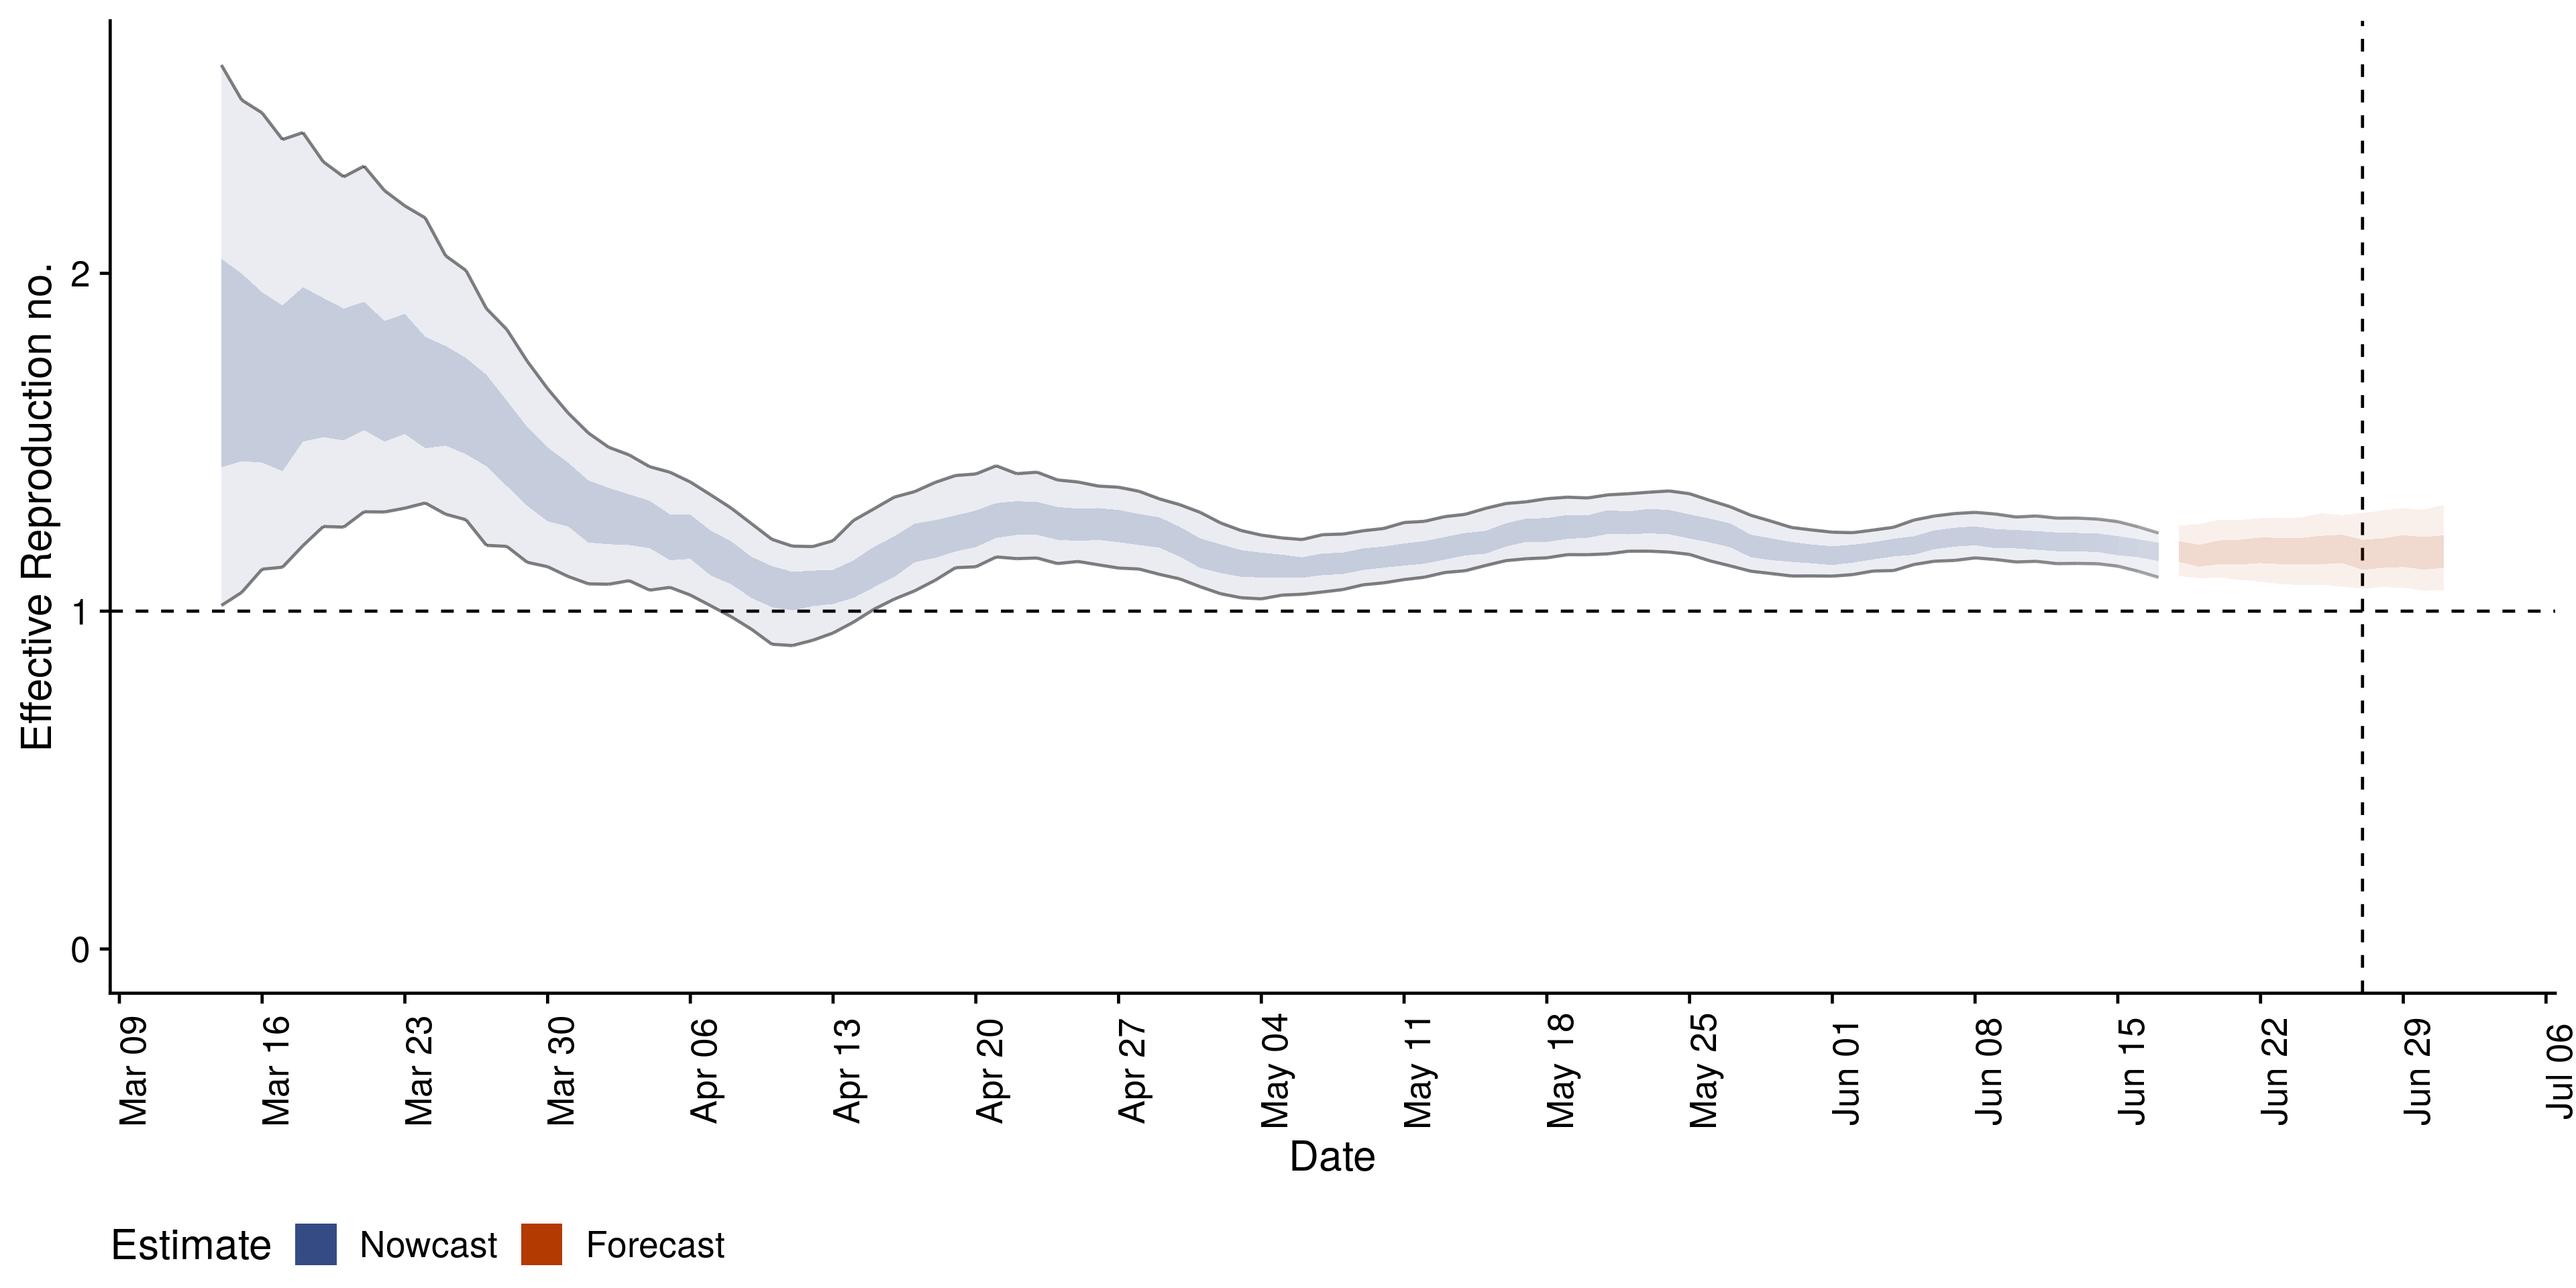 Effective Reproduction no.
2
1
0
Mar 09
Mar 16
Mar 23
Mar 30
Apr 06
Apr 13
Apr 20
Apr 27
May 04
May 11
May 18
May 25
Jun 01
Jun 08
Jun 15
Jun 22
Jun 29
Jul 06
Date
Estimate Nowcast Forecast